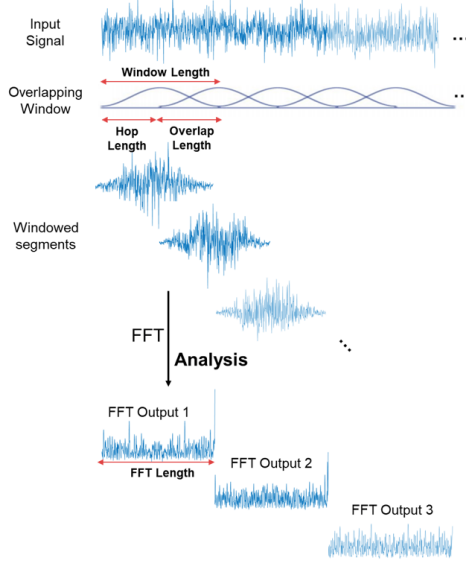 Input
Signal
...
Window Length
Overlapping
Window
...
Hop
Length
Overlap
Length
Windowed
segments
FFT
Analysis
...
FFT Output 1
FFT Length
FFT Output 2
FFT Output 3